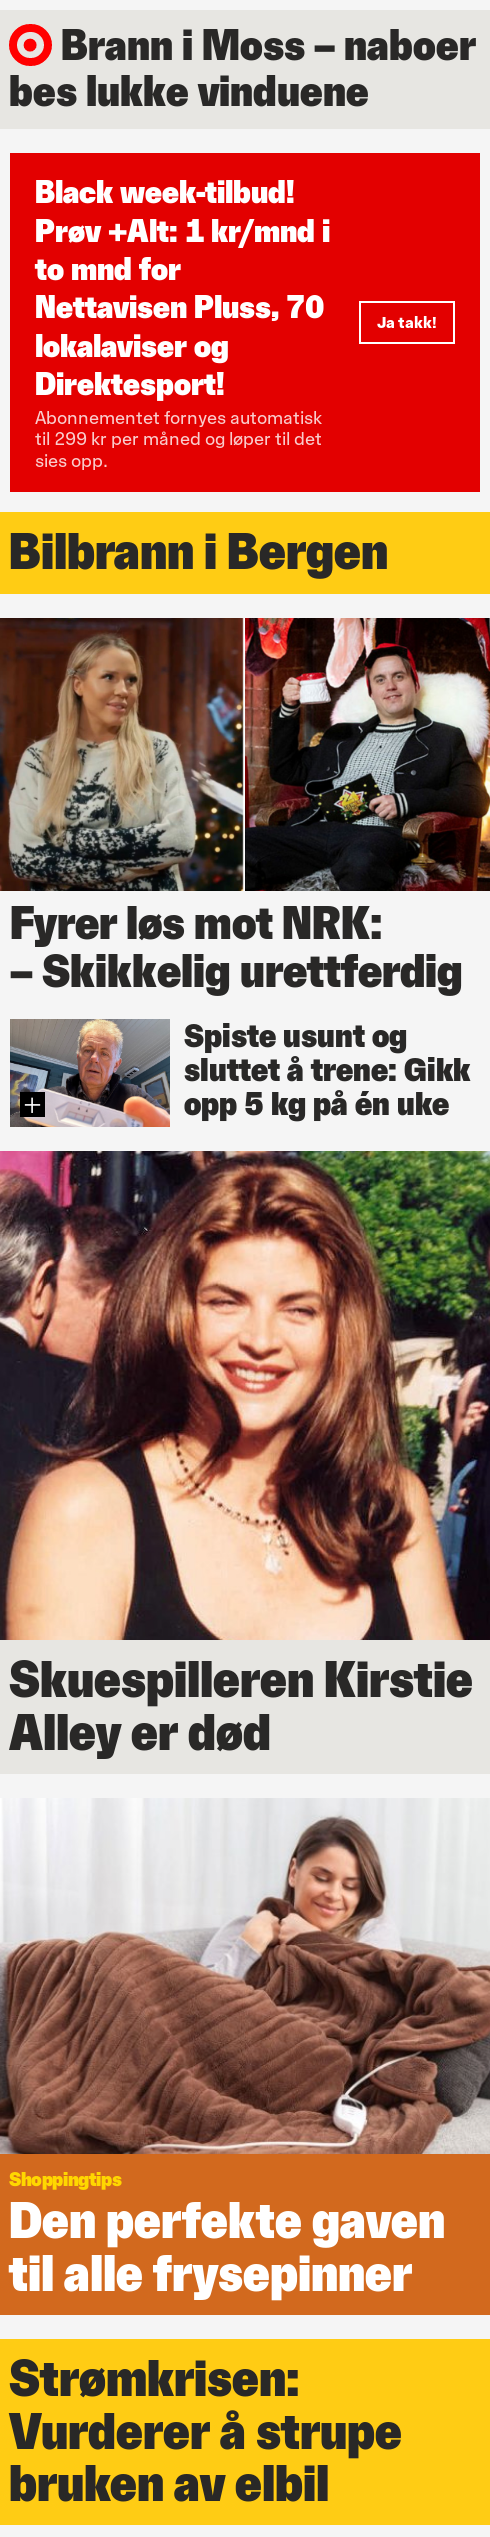 Brann i Moss – naboer
bes lukke vinduene
Black week-tilbud!
Prøv +Alt: 1 kr/mnd i
to mnd for
Nettavisen Pluss, 70
lokalaviser og
Direktesport!
Ja takk!
Abonnementet fornyes automatisk
til 299 kr per måned og løper til det
sies opp.
Bilbrann i Bergen
Fyrer løs mot NRK:
– Skikkelig urettferdig
Spiste usunt og
sluttet å trene: Gikk
opp 5 kg på én uke
Skuespilleren Kirstie
Alley er død
Shoppingtips
Den perfekte gaven
til alle frysepinner
Strømkrisen:
Vurderer å strupe
bruken av elbil